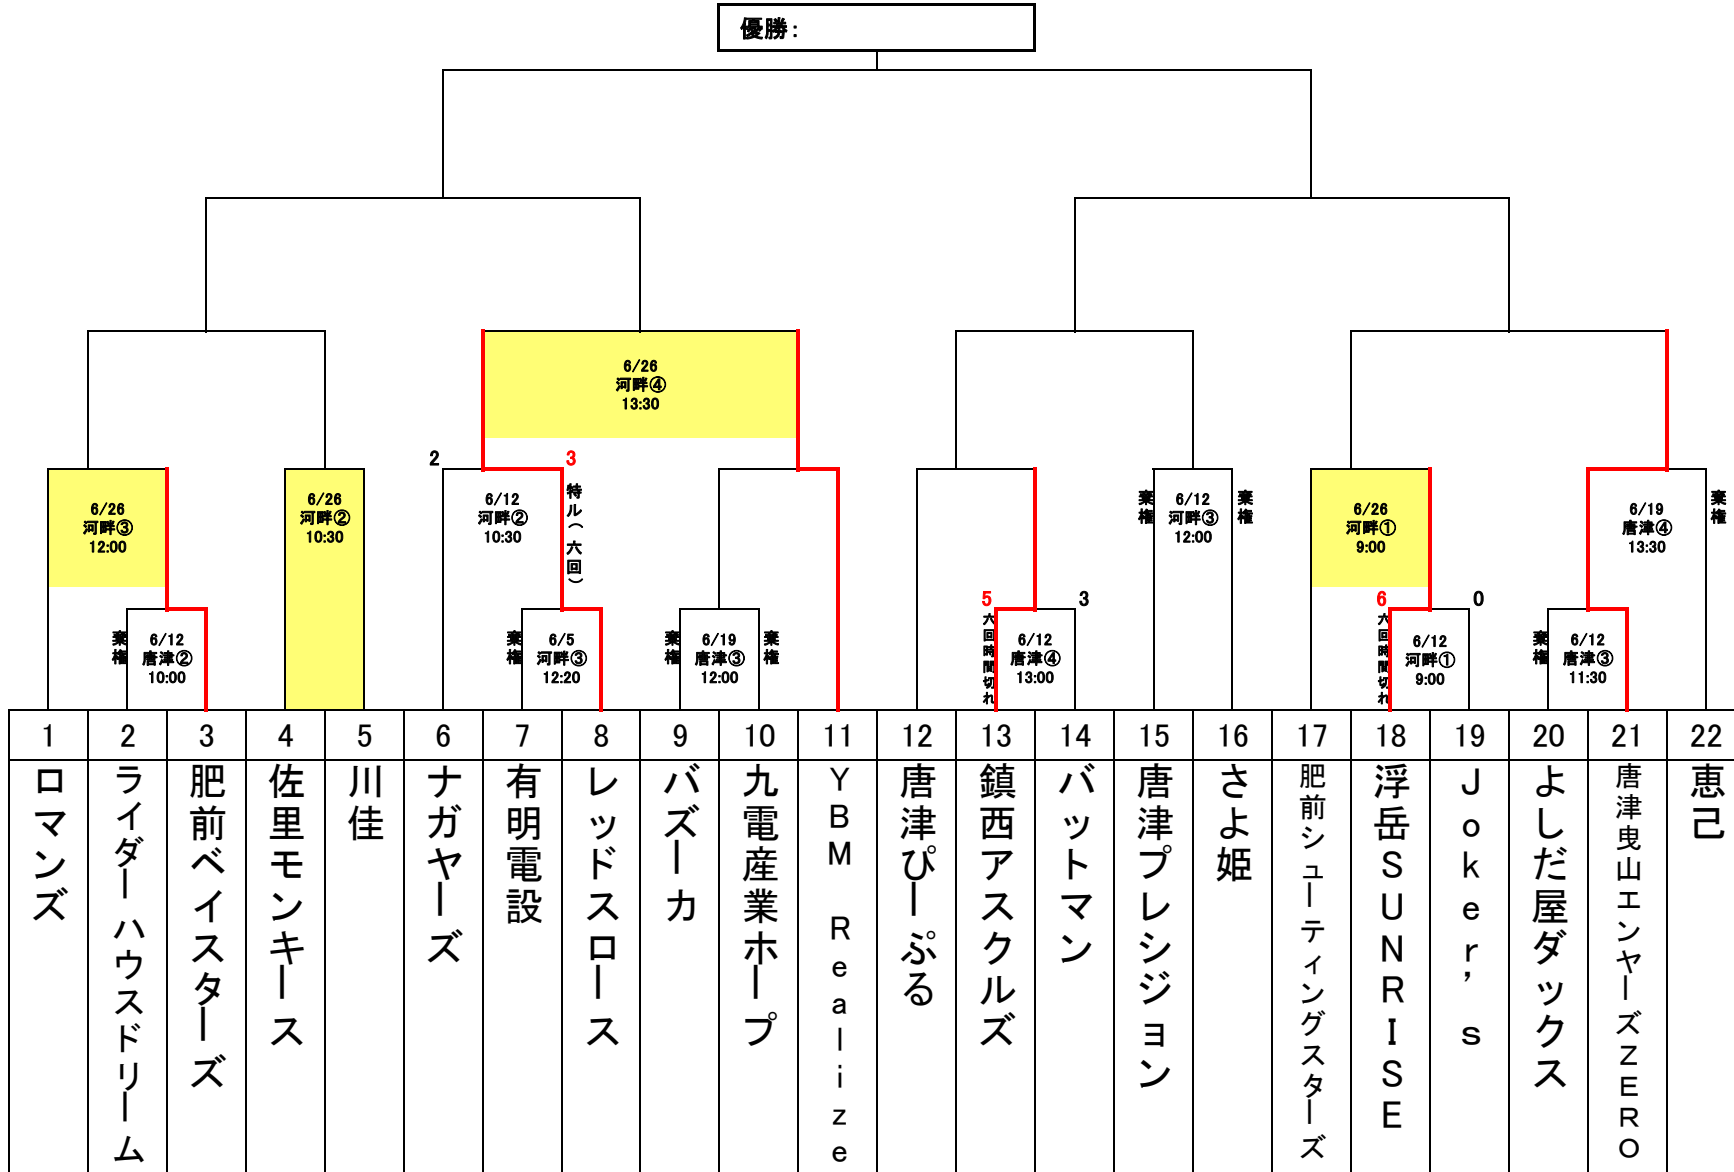 優勝：
6/26
河畔④
13:30
2
3
特ル（六回）
6/26
河畔③
12:00
6/26
河畔②
10:30
6/12
河畔②
10:30
棄権
6/12
河畔③
12:00
棄権
6/26
河畔①
9:00
6/19
唐津④
13:30
棄権
棄権
6/12
唐津②
10:00
棄権
6/5
河畔③
12:20
棄権
6/19
唐津③
12:00
棄権
5
六回時間切れ
6/12
唐津④
13:00
3
6
六回時間切れ
6/12
河畔①
9:00
0
棄権
6/12
唐津③
11:30
1
2
3
4
5
6
7
8
9
10
11
12
13
14
15
16
17
18
19
20
21
22
ロマンズ
ライダーハウスドリーム
肥前ベイスターズ
佐里モンキース
川佳
ナガヤーズ
有明電設
レッドスロース
バズーカ
九電産業ホープ
YBM Realize
唐津ぴーぷる
鎮西アスクルズ
バットマン
唐津プレシジョン
さよ姫
肥前シューティングスターズ
浮岳SUNRISE
Joker's
よしだ屋ダックス
唐津曳山エンヤーズZERO
恵己